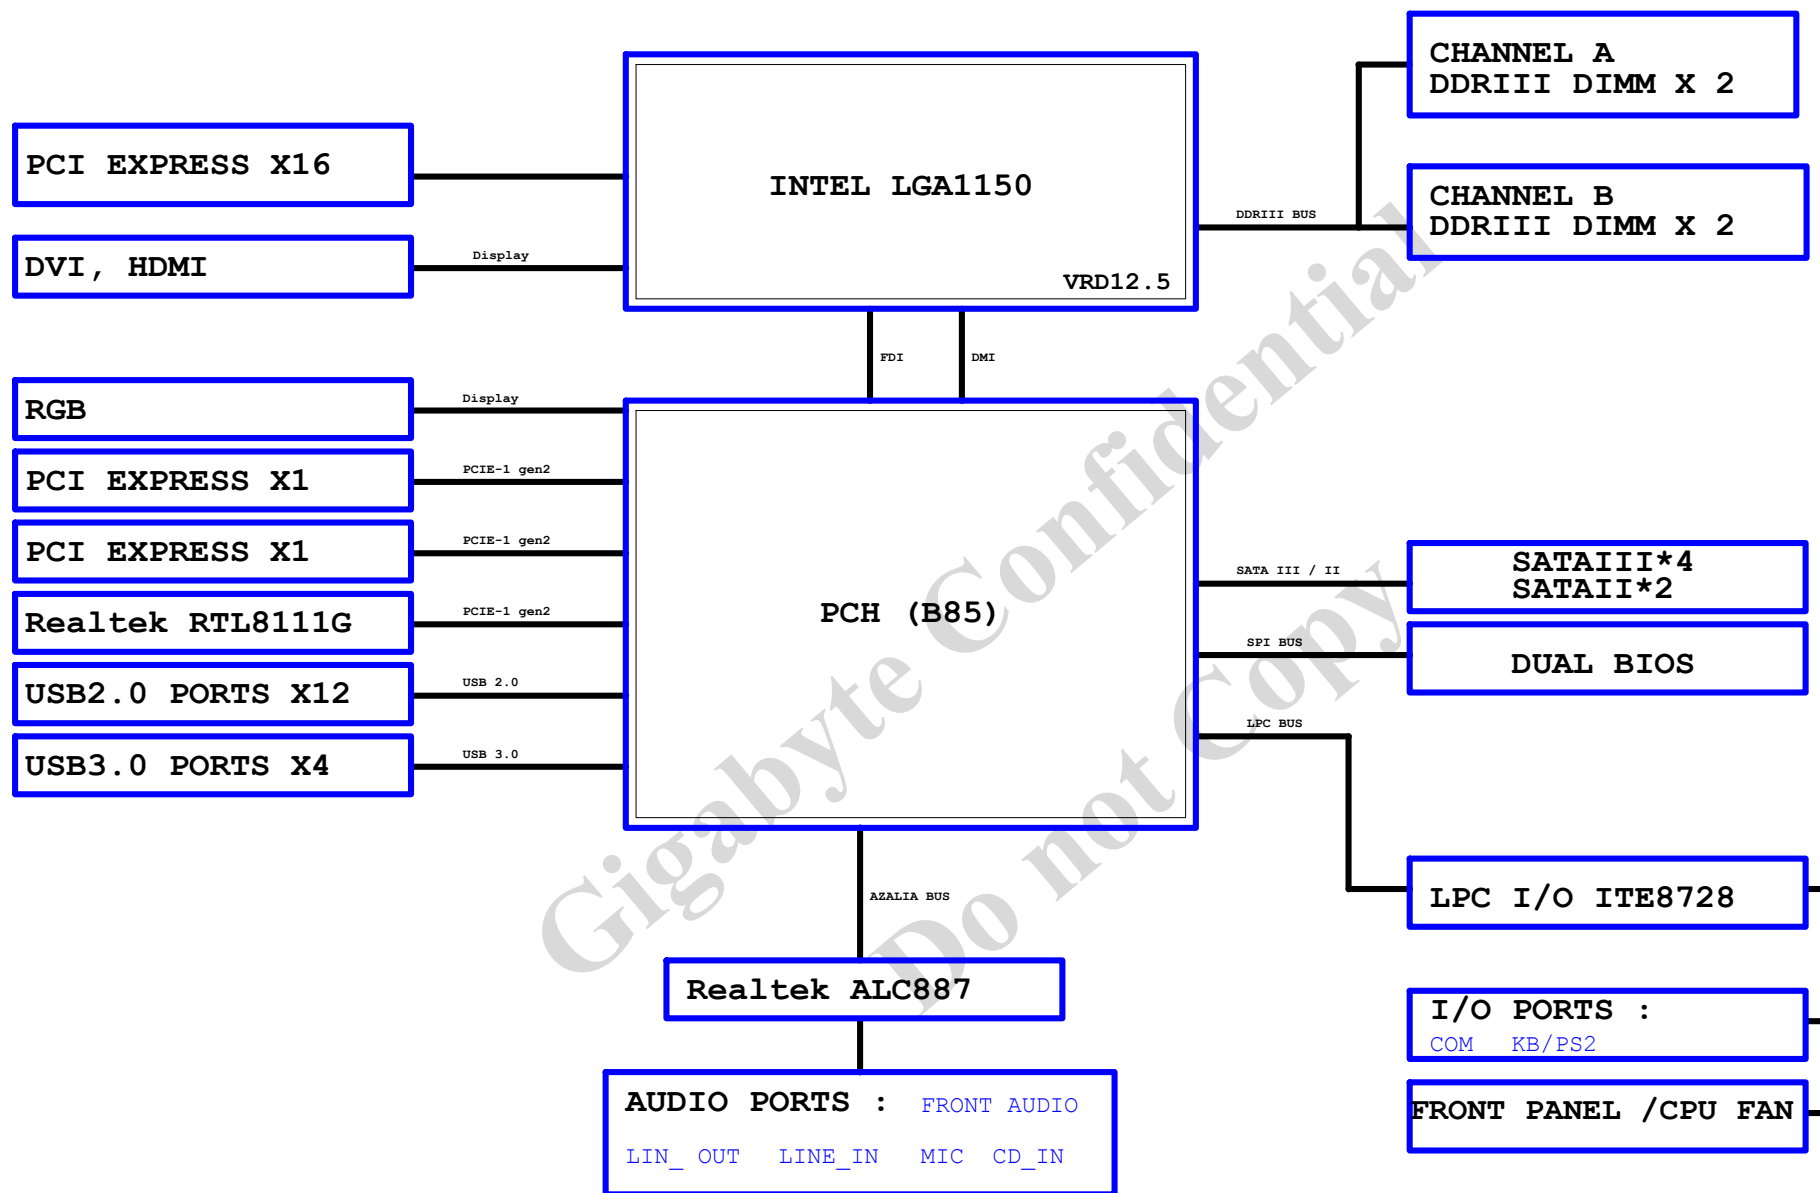 CHANNEL A
DDRIII DIMM X 2
PCI EXPRESS X16
INTEL LGA1150
CHANNEL B
DDRIII DIMM X 2
DDRIII BUS
DVI, HDMI
Display
VRD12.5
FDI
DMI
RGB
Display
PCI EXPRESS X1
PCIE-1 gen2
PCI EXPRESS X1
PCIE-1 gen2
SATA III / II
SATAIII*4
SATAII*2
Realtek RTL8111G
PCIE-1 gen2
PCH (B85)
SPI BUS
DUAL BIOS
USB2.0 PORTS X12
USB 2.0
LPC BUS
USB3.0 PORTS X4
USB 3.0
AZALIA BUS
LPC I/O ITE8728
Realtek ALC887
I/O PORTS :
COM KB/PS2
AUDIO PORTS : FRONT AUDIO
LIN_ OUT LINE_IN MIC CD_IN
FRONT PANEL /CPU FAN
Gigabyte Confidential
Do not Copy